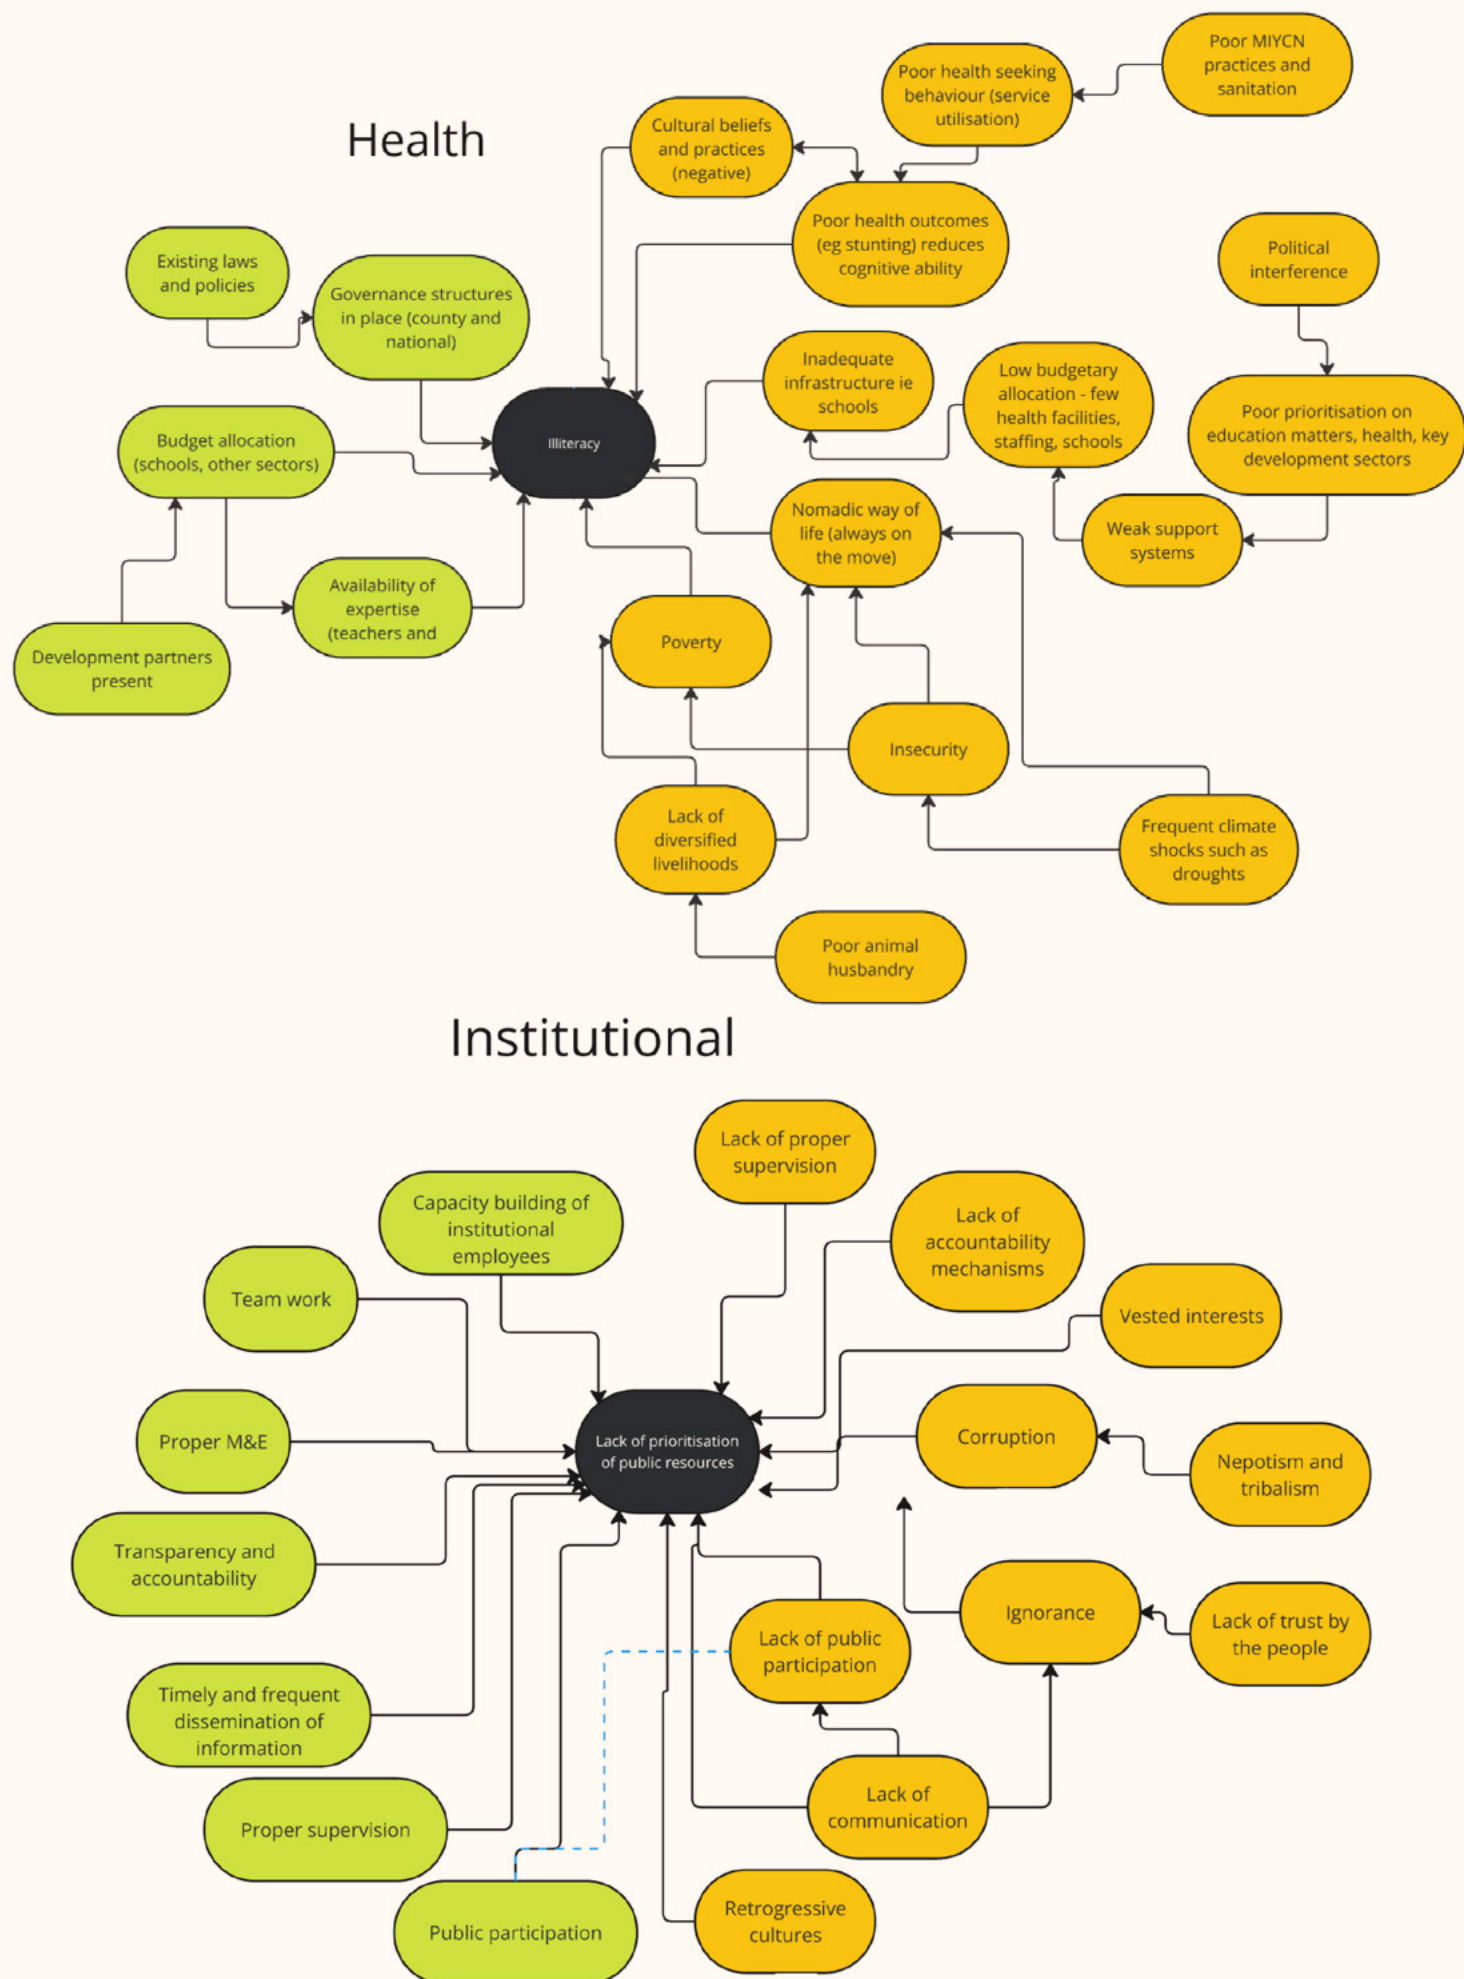 Health
Poor MIYCN
practices and
sanitation
Poor health seeking
behaviour (service
utilisation)
Cultural beliefs
and practices
(negative)
Poor health outcomes
(eg stunting) reduces
cognitive ability
Political
interference
Existing laws
and policies
Governance structures
in place (county and
national)
Inadequate
infrastructure ie
schools
Low budgetary
allocation - few
health facilities,
staffing, schools
Poor prioritisation on
education matters, health, key
development sectors
Illiteracy
Budget allocation
(schools, other sectors)
Nomadic way of
life (always on
the move)
Weak support
systems
Availability of
expertise
(teachers and
Development partners
present
Poverty
Insecurity
Lack of
diversified
livelihoods
Frequent climate
shocks such as
droughts
Poor animal
husbandry
Institutional
Lack of proper
supervision
Capacity building of
institutional
employees
Lack of
accountability
mechanisms
Team work
Vested interests
Proper M&E
Lack of prioritisation
of public resources
Corruption
Nepotism and
tribalism
Transparency and
accountability
Ignorance
Lack of trust by
the people
Lack of public
participation
Timely and frequent
dissemination of
information
Lack of
communication
Proper supervision
Retrogressive
cultures
Public participation